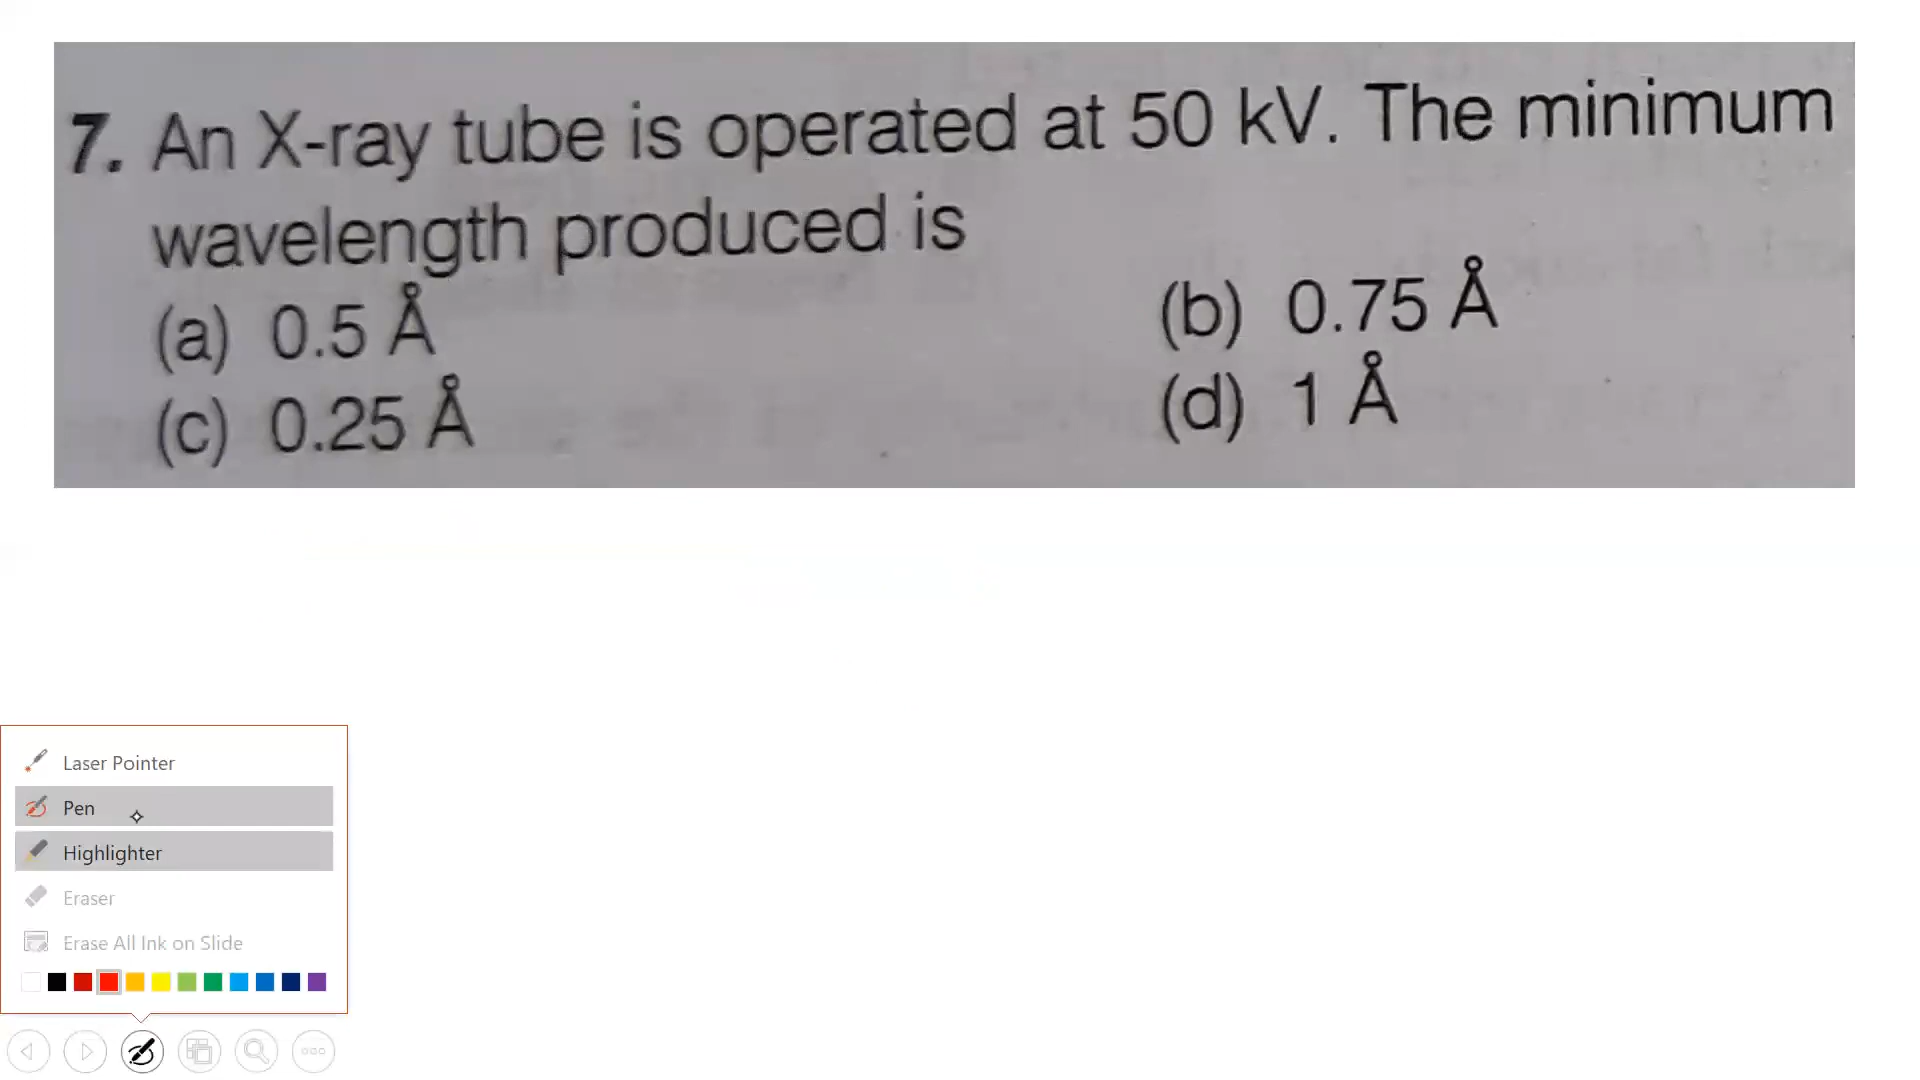 7. An X-ray tube is operated at 50 kV. The minimum
wavelength produced is
(a) 0.5 Å (b) 0.75 Å
(c) 0.25 Å (d) 1 Å
Laser Pointer
Pen
Highlighter
Eraser
Erase All Ink on Slide